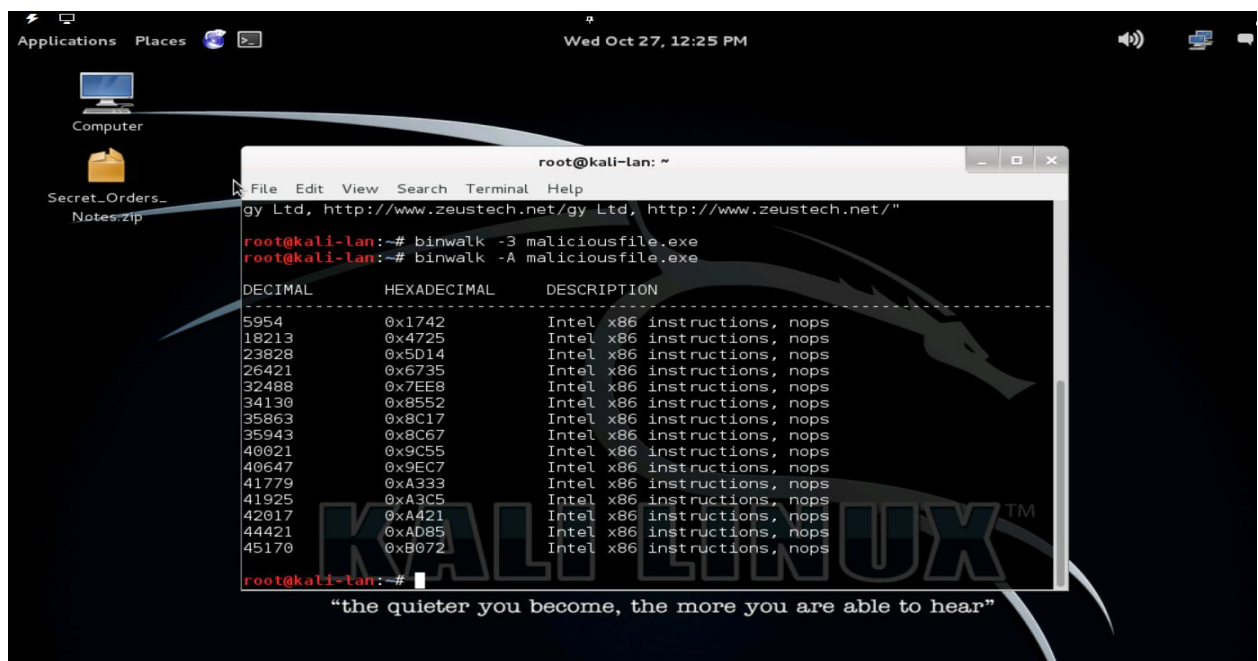 Applications Places
Wed Oct 27, 12:25 PM
Computer
Secret_Orders_
Notes.zip
root@kali-lan: ~
File Edit View Search Terminal Help
gy Ltd, http://www.zeustech.net/gy Ltd, http://www.zeustech.net/"
root@kali-lan:~# binwalk -3 maliciousfile.exe
root@kali-lan:~# binwalk -A maliciousfile.exe
DECIMAL HEXADECIMAL DESCRIPTION
--------------------------------------------------------------------------------
5954 0x1742 Intel x86 instructions, nops
18213 0x4725 Intel x86 instructions, nops
23828 0x5D14 Intel x86 instructions, nops
26421 0x6735 Intel x86 instructions, nops
32488 0x7EE8 Intel x86 instructions, nops
34130 0x8552 Intel x86 instructions, nops
35863 0x8C17 Intel x86 instructions, nops
35943 0x8C67 Intel x86 instructions, nops
40021 0x9C55 Intel x86 instructions, nops
40647 0x9EC7 Intel x86 instructions, nops
41779 0xA333 Intel x86 instructions, nops
41925 0xA3C5 Intel x86 instructions, nops
42017 0xA421 Intel x86 instructions, nops
44421 0xAD85 Intel x86 instructions, nops
45170 0xB072 Intel x86 instructions, nops
root@kali-lan:~#
KALI LINUX TM
“the quieter you become, the more you are able to hear”